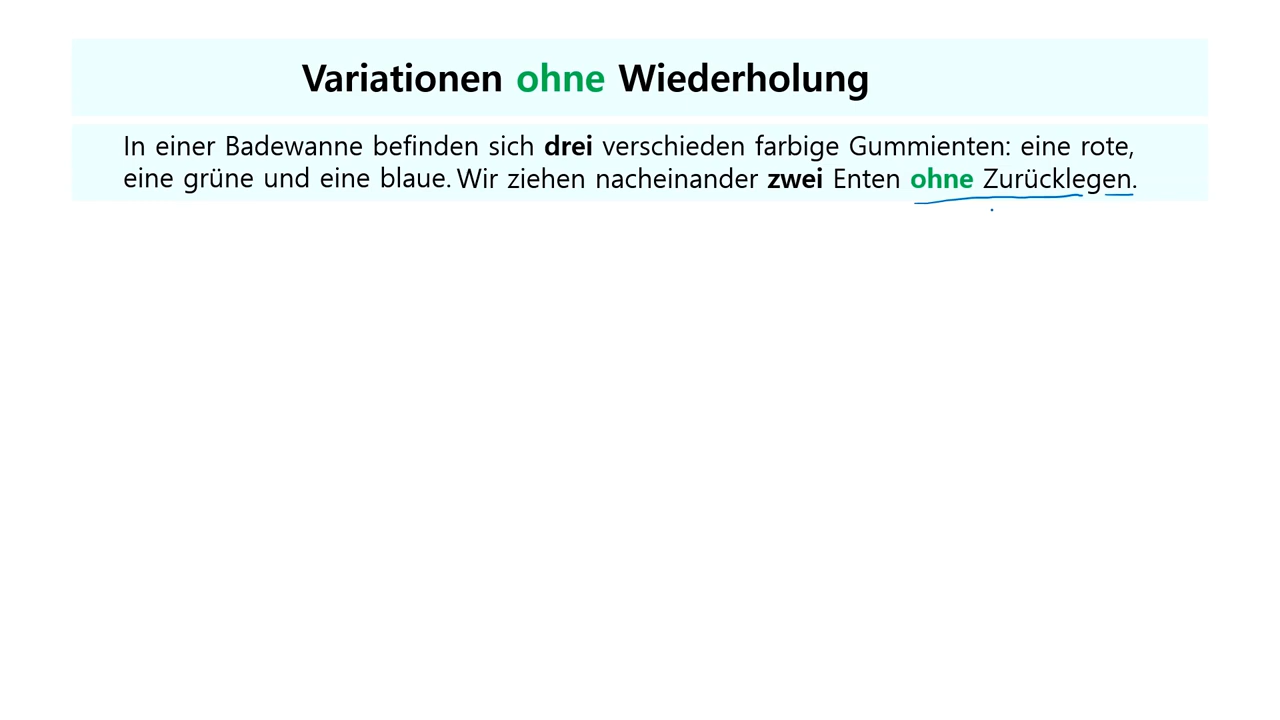 Variationen ohne Wiederholung
In einer Badewanne befinden sich drei verschieden farbige Gummienten: eine rote,
eine grüne und eine blaue. Wir ziehen nacheinander zwei Enten ohne Zurücklegen.